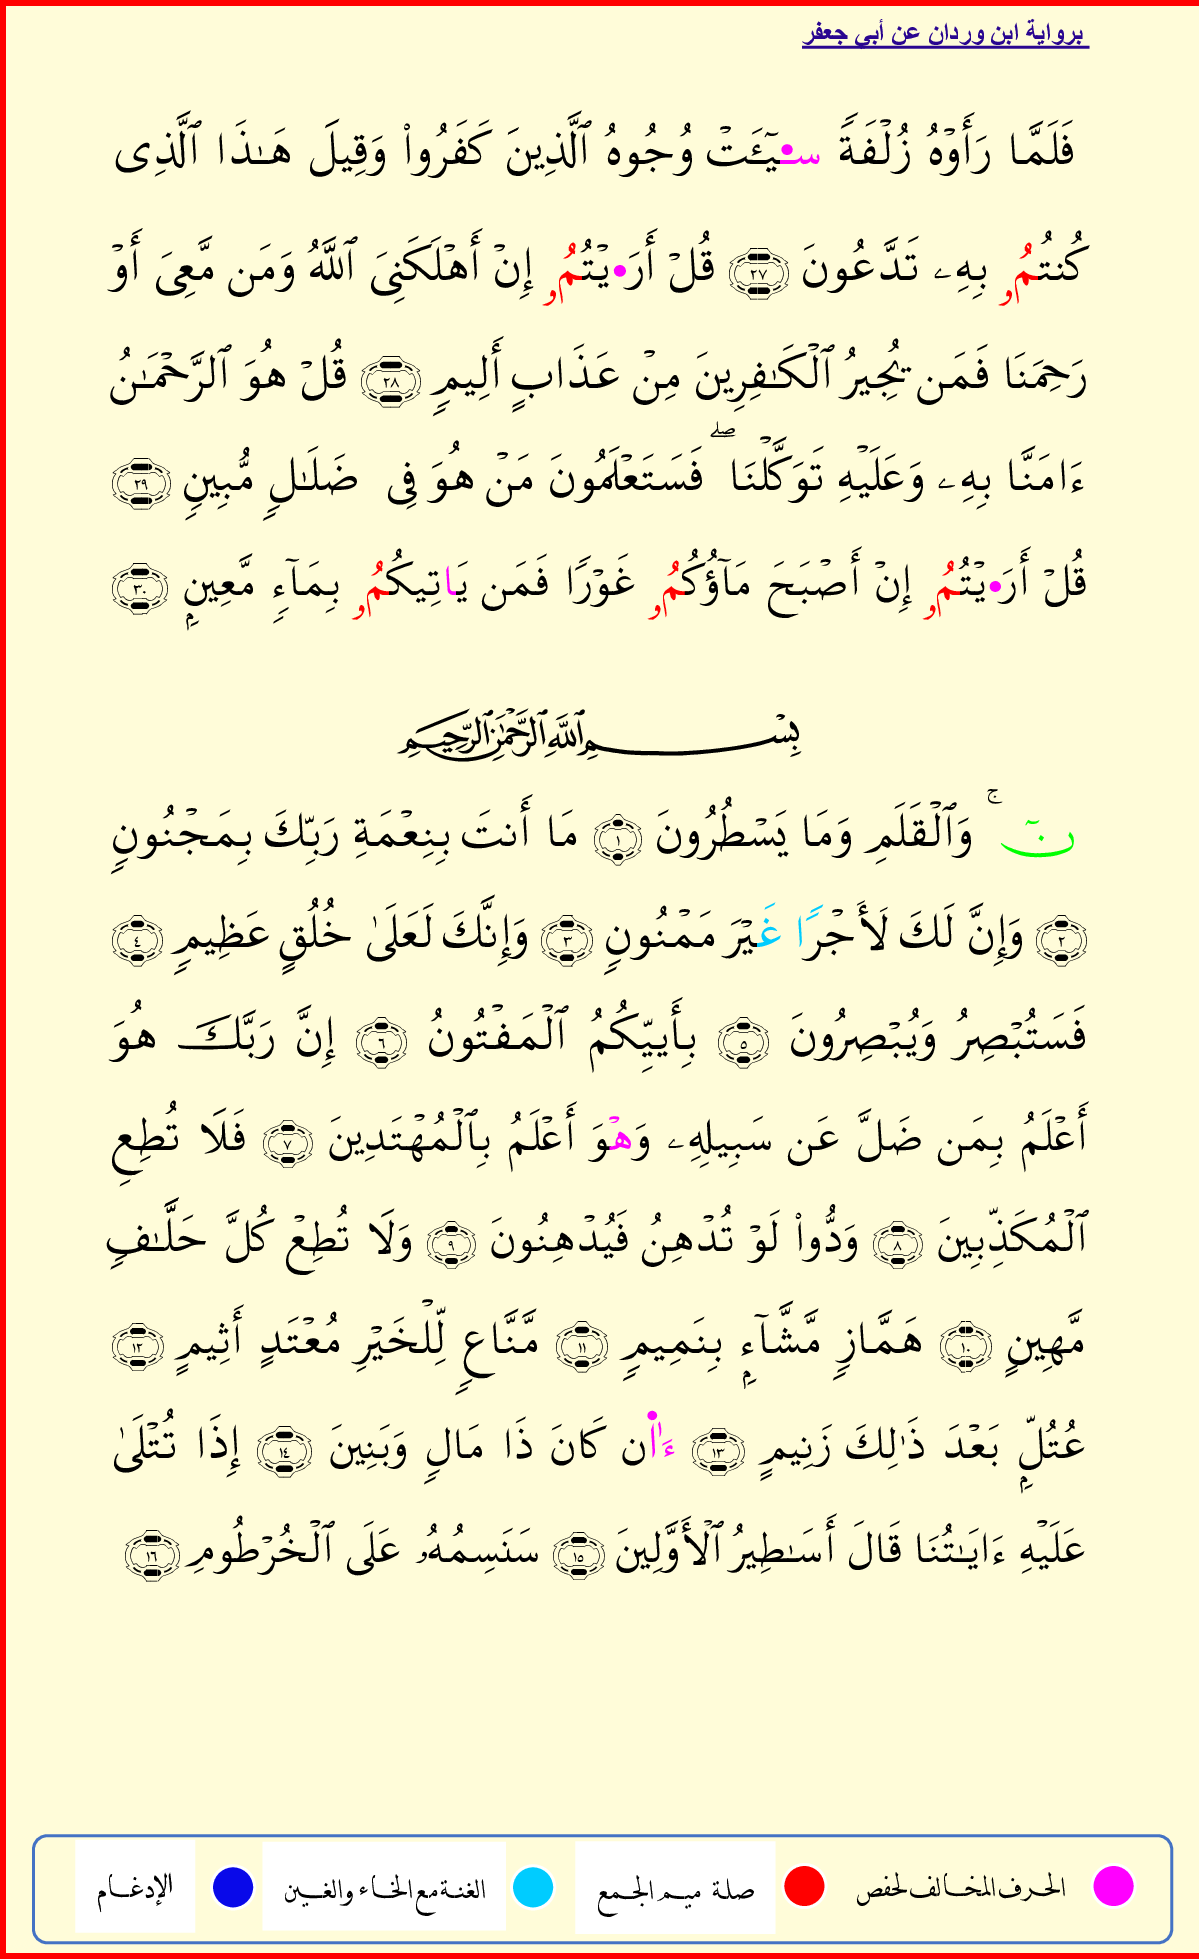 برواية ابن وردان عن أبي جعفر
فَلَمَّا رَأَوۡهُ زُلۡفَةٗ سِيٓـَٔتۡ وُجُوهُ ٱلَّذِينَ كَفَرُواْ وَقِيلَ هَٰذَا ٱلَّذِي
كُنتُمُۥ بِهِۦ تَدَّعُونَ ٢٧ قُلۡ أَرَ•يۡتُمُۥ إِنۡ أَهۡلَكَنِيَ ٱللَّهُ وَمَن مَّعِيَ أَوۡ
رَحِمَنَا فَمَن يُجِيرُ ٱلۡكَٰفِرِينَ مِنۡ عَذَابٍ أَلِيمٖ ٢٨ قُلۡ هُوَ ٱلرَّحۡمَٰنُ
ءَامَنَّا بِهِۦ وَعَلَيۡهِ تَوَكَّلۡنَاۖ فَسَتَعۡلَمُونَ مَنۡ هُوَ فِي ضَلَٰلٖ مُّبِينٖ ٢٩
قُلۡ أَرَ•يۡتُمُۥ إِنۡ أَصۡبَحَ مَآؤُكُمُۥ غَوۡرٗا فَمَن يَاتِيكُمُۥ بِمَآءٖ مَّعِينِۭ ٣٠
بِسۡمِ ٱللَّهِ ٱلرَّحۡمَٰنِ ٱلرَّحِيمِ
نٓۚ وَٱلۡقَلَمِ وَمَا يَسۡطُرُونَ ١ مَا أَنتَ بِنِعۡمَةِ رَبِّكَ بِمَجۡنُونٖ
٢ وَإِنَّ لَكَ لَأَجۡرًا غَيۡرَ مَمۡنُونٖ ٣ وَإِنَّكَ لَعَلَىٰ خُلُقٍ عَظِيمٖ ٤
فَسَتُبۡصِرُ وَيُبۡصِرُونَ ٥ بِأَييِّكُمُ ٱلۡمَفۡتُونُ ٦ إِنَّ رَبَّكَ هُوَ
أَعۡلَمُ بِمَن ضَلَّ عَن سَبِيلِهِۦ وَهۡوَ أَعۡلَمُ بِٱلۡمُهۡتَدِينَ ٧ فَلَا تُطِعِ
ٱلۡمُكَذِّبِينَ ٨ وَدُّواْ لَوۡ تُدۡهِنُ فَيُدۡهِنُونَ ٩ وَلَا تُطِعۡ كُلَّ حَلَّافٖ
مَّهِينٍ ١٠ هَمَّازٖ مَّشَّآءِۭ بِنَمِيمٖ ١١ مَّنَّاعٖ لِّلۡخَيۡرِ مُعۡتَدٍ أَثِيمٍ ١٢
عُتُلِّۭ بَعۡدَ ذَٰلِكَ زَنِيمٍ ١٣ ءَا۬ن كَانَ ذَا مَالٖ وَبَنِينَ ١٤ إِذَا تُتۡلَىٰ
عَلَيۡهِ ءَايَٰتُنَا قَالَ أَسَٰطِيرُ ٱلۡأَوَّلِينَ ١٥ سَنَسِمُهُۥ عَلَى ٱلۡخُرۡطُومِ ١٦
الحرف المخالف لحفص صلة ميم الجمع الغنة مع الخاء والغين الإدغام